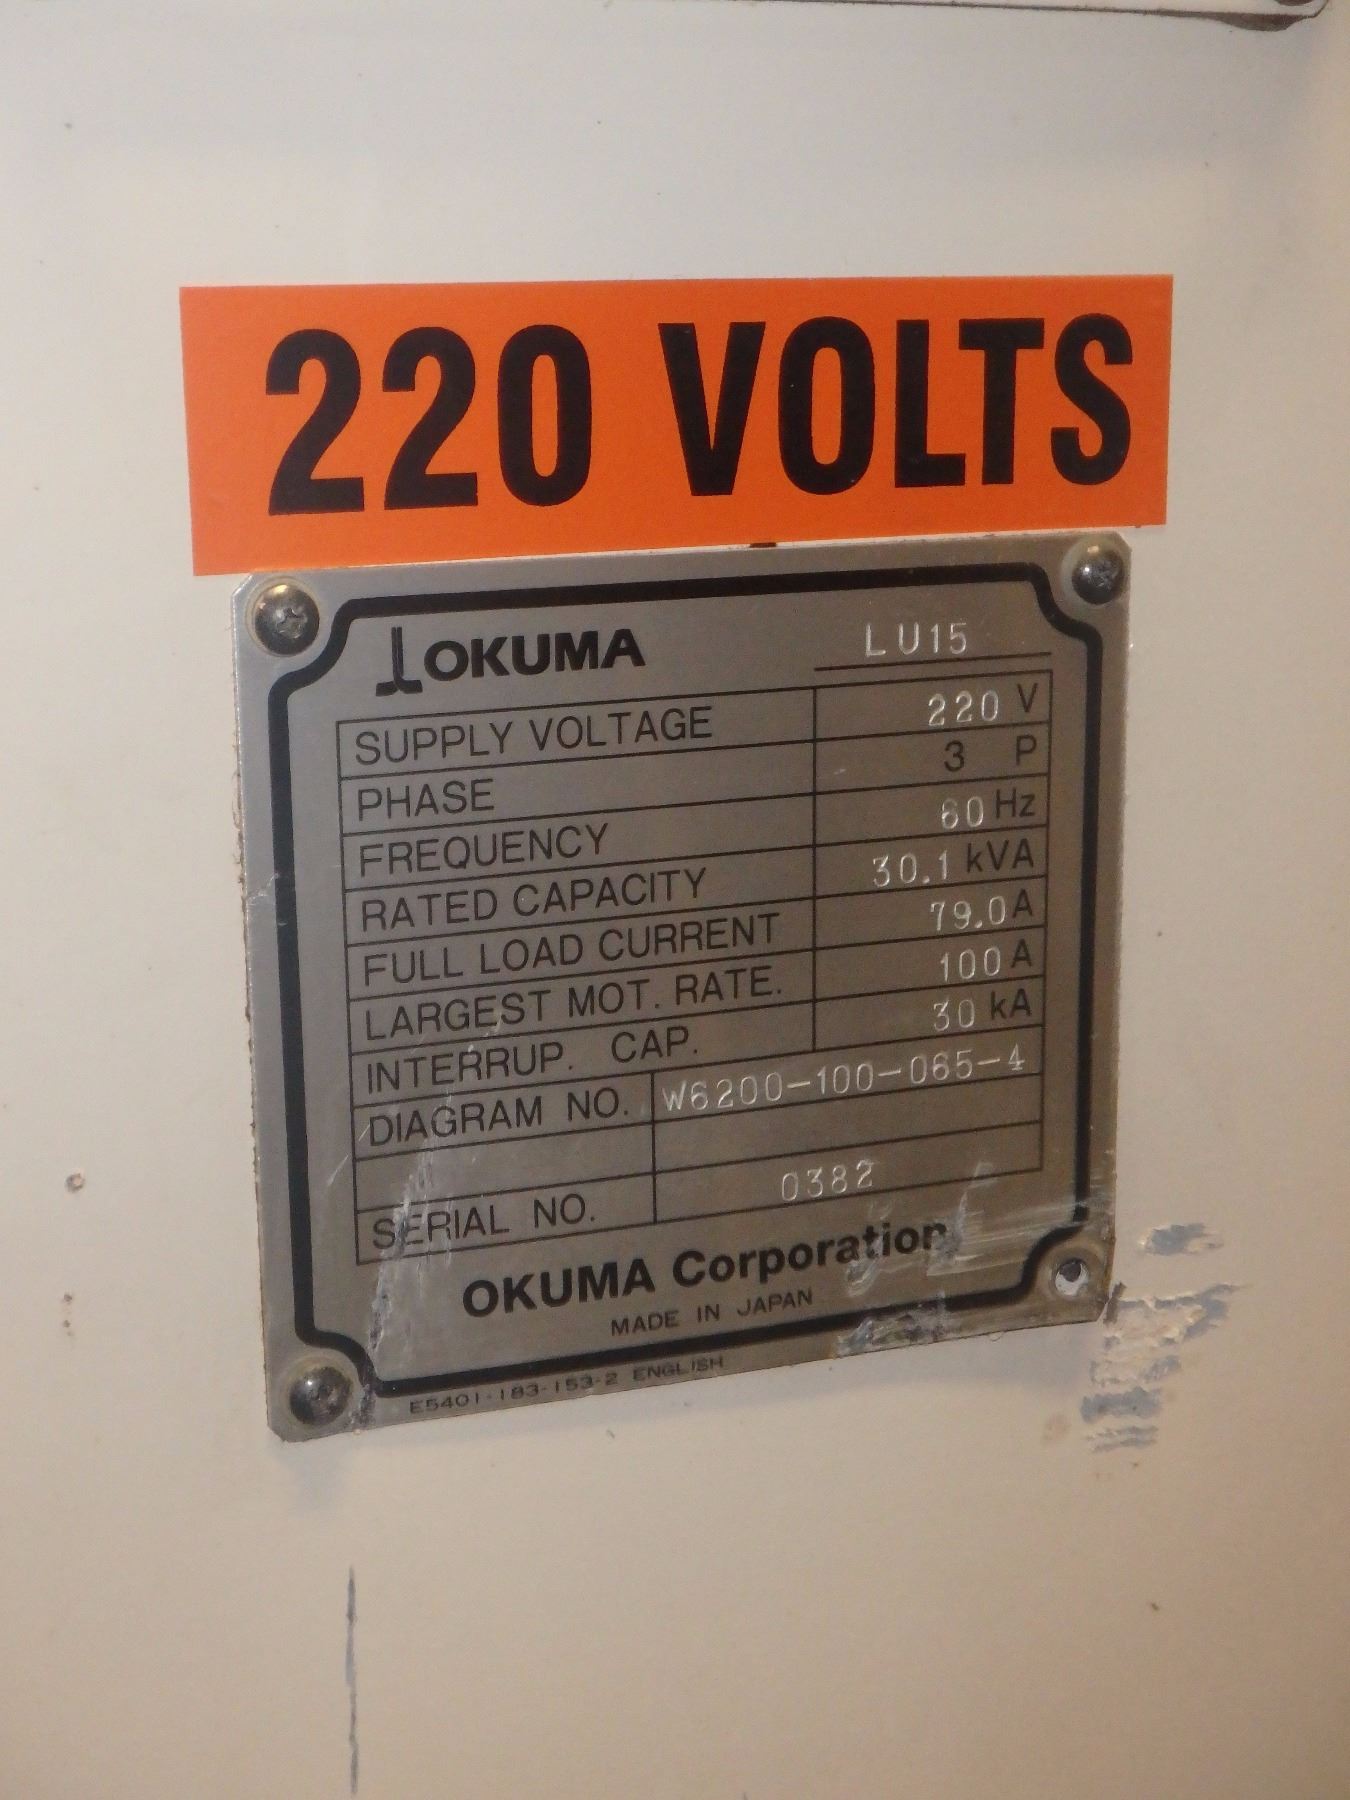 220 VOLTS
OKUMA LU15
SUPPLY VOLTAGE 220 V
PHASE 3 P
FREQUENCY 60 Hz
RATED CAPACITY 30.1 kVA
FULL LOAD CURRENT 79.0 A
LARGEST MOT. RATE. 100 A
INTERRUP. CAP. 30 kA
DIAGRAM NO. W6200-100-065-4
SERIAL NO. 0382
OKUMA Corporation
MADE IN JAPAN
E5401-183-153-2 ENGLISH